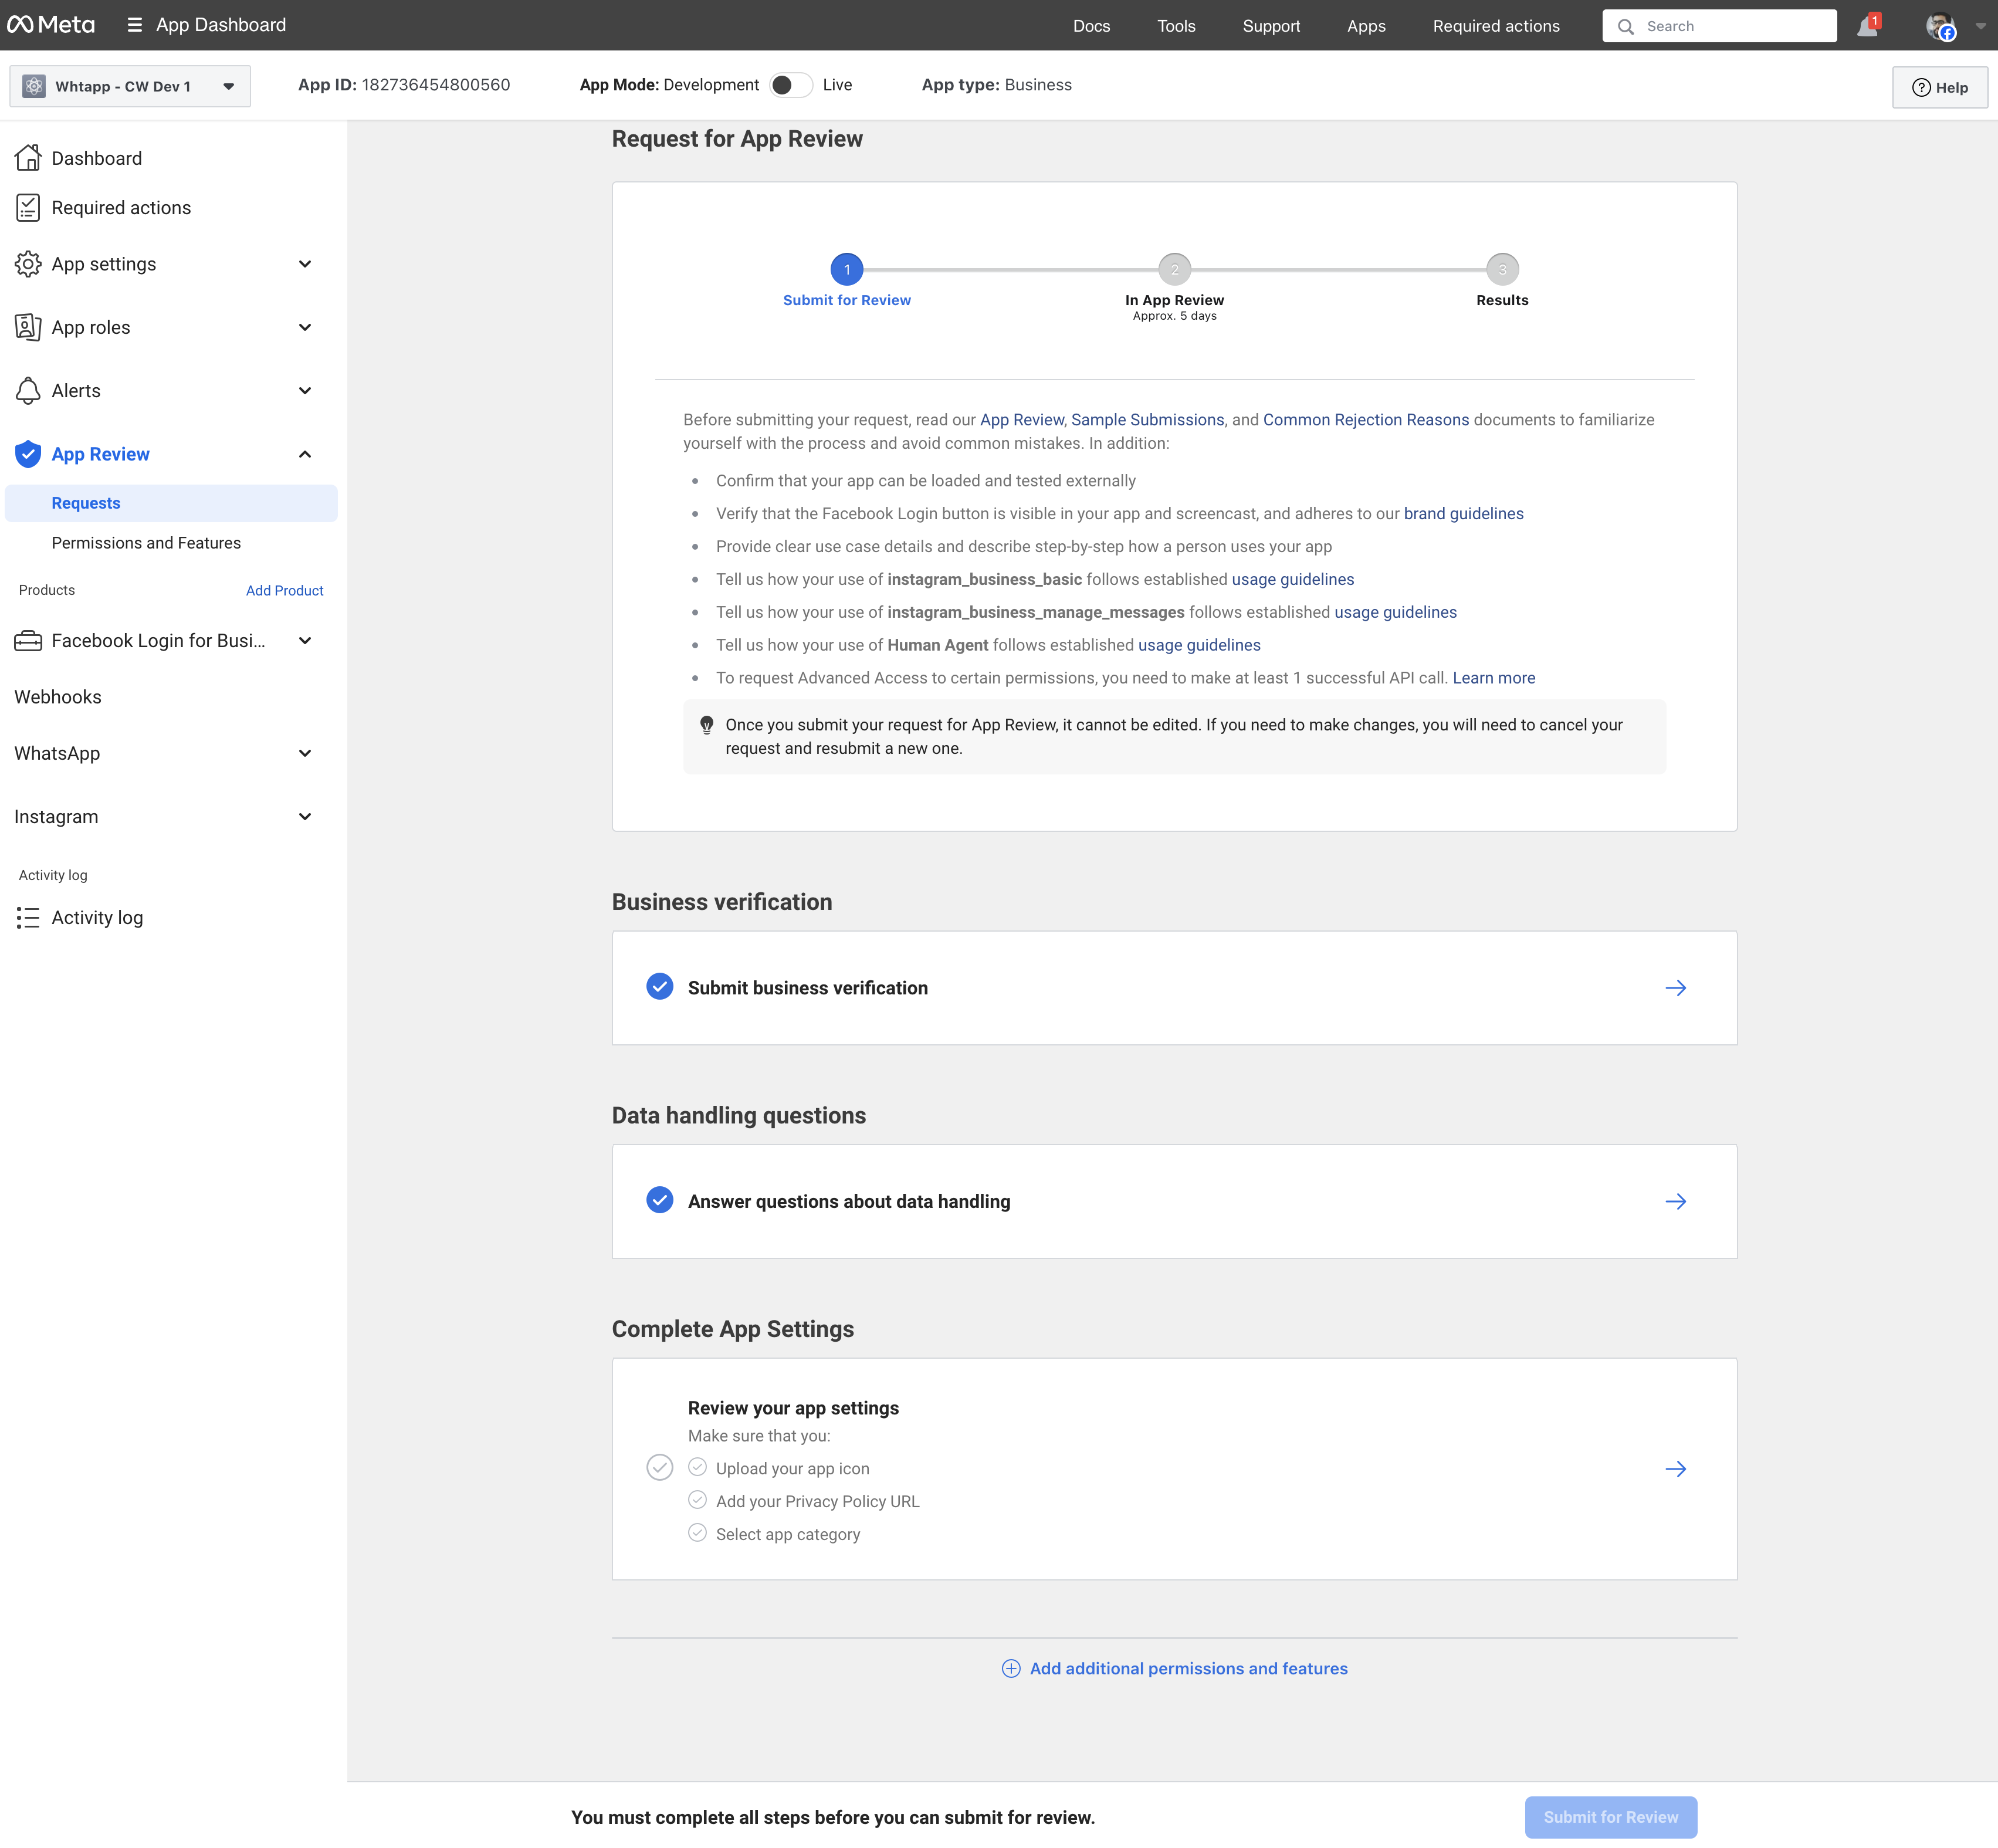 Meta
App Dashboard
Docs
Tools
Support
Apps
Required actions
Search
1
Whtapp - CW Dev 1
App ID: 182736454800560
App Mode: Development
Live
App type: Business
Help
Dashboard
Required actions
App settings
App roles
Alerts
App Review
Requests
Permissions and Features
Products
Add Product
Facebook Login for Busi...
Webhooks
WhatsApp
Instagram
Activity log
Activity log
Request for App Review
1
2
3
Submit for Review
In App Review
Results
Approx. 5 days
Before submitting your request, read our App Review, Sample Submissions, and Common Rejection Reasons documents to familiarize
yourself with the process and avoid common mistakes. In addition:
• Confirm that your app can be loaded and tested externally
• Verify that the Facebook Login button is visible in your app and screencast, and adheres to our brand guidelines
• Provide clear use case details and describe step-by-step how a person uses your app
• Tell us how your use of instagram_business_basic follows established usage guidelines
• Tell us how your use of instagram_business_manage_messages follows established usage guidelines
• Tell us how your use of Human Agent follows established usage guidelines
• To request Advanced Access to certain permissions, you need to make at least 1 successful API call. Learn more
Once you submit your request for App Review, it cannot be edited. If you need to make changes, you will need to cancel your
request and resubmit a new one.
Business verification
Submit business verification
Data handling questions
Answer questions about data handling
Complete App Settings
Review your app settings
Make sure that you:
Upload your app icon
Add your Privacy Policy URL
Select app category
Add additional permissions and features
You must complete all steps before you can submit for review.
Submit for Review